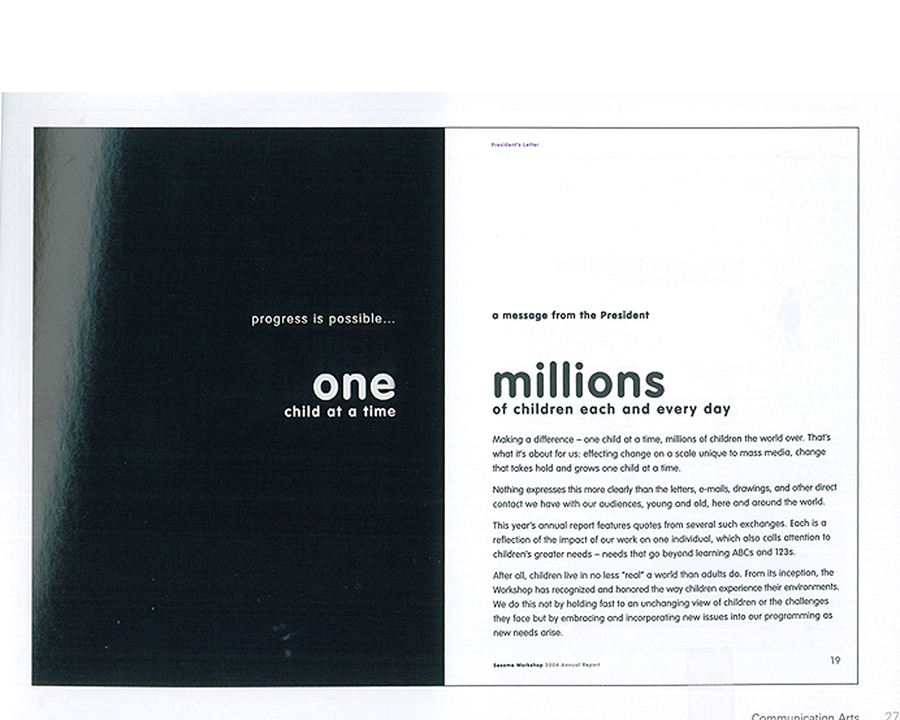 progress is possible...
one
child at a time
President's Letter
a message from the President
millions
of children each and every day
Making a difference – one child at a time, millions of children the world over. That's
what it's about for us: effecting change on a scale unique to mass media, change
that takes hold and grows one child at a time.
Nothing expresses this more clearly than the letters, e-mails, drawings, and other direct
contact we have with our audiences, young and old, here and around the world.
This year's annual report features quotes from several such exchanges. Each is a
reflection of the impact of our work on one individual, which also calls attention to
children's greater needs – needs that go beyond learning ABCs and 123s.
After all, children live in no less "real" a world than adults do. From its inception, the
Workshop has recognized and honored the way children experience their environments.
We do this not by holding fast to an unchanging view of children or the challenges
they face but by embracing and incorporating new issues into our programming as
new needs arise.
Sesame Workshop 2004 Annual Report
19
Communication Arts